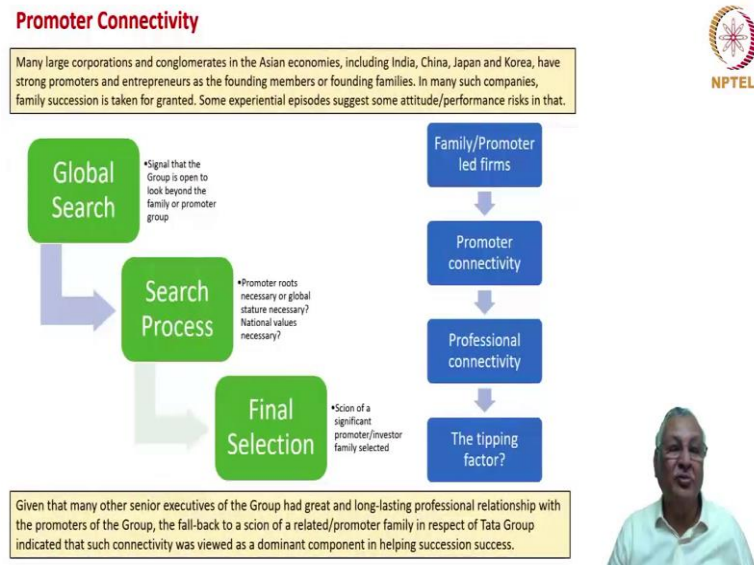 Promoter Connectivity
NPTEL
Many large corporations and conglomerates in the Asian economies, including India, China, Japan and Korea, have
strong promoters and entrepreneurs as the founding members or founding families. In many such companies,
family succession is taken for granted. Some experiential episodes suggest some attitude/performance risks in that.
Global
Search
•Signal that the
Group is open to
look beyond the
family or promoter
group
Search
Process
•Promoter roots
necessary or global
stature necessary?
National values
necessary?
Final
Selection
•Scion of a
significant
promoter/investor
family selected
Family/Promoter
led firms
Promoter
connectivity
Professional
connectivity
The tipping
factor?
Given that many other senior executives of the Group had great and long-lasting professional relationship with
the promoters of the Group, the fall-back to a scion of a related/promoter family in respect of Tata Group
indicated that such connectivity was viewed as a dominant component in helping succession success.